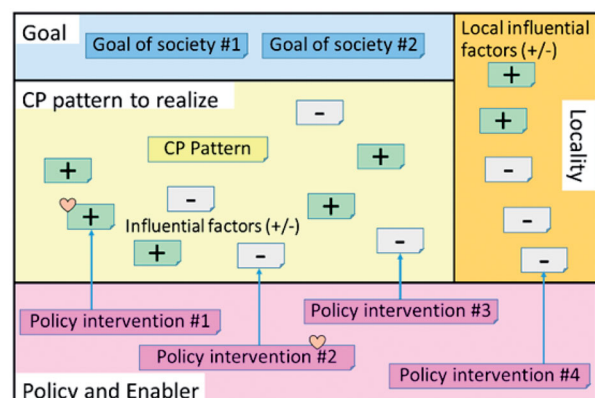 Goal
Goal of society #1
Goal of society #2
Local influential
factors (+/-)
+
+
-
-
-
Locality
CP pattern to realize
-
CP Pattern
+
+
-
+
+
Influential factors (+/-)
+
-
-
Policy intervention #1
Policy intervention #3
Policy intervention #2
Policy intervention #4
Policy and Enabler